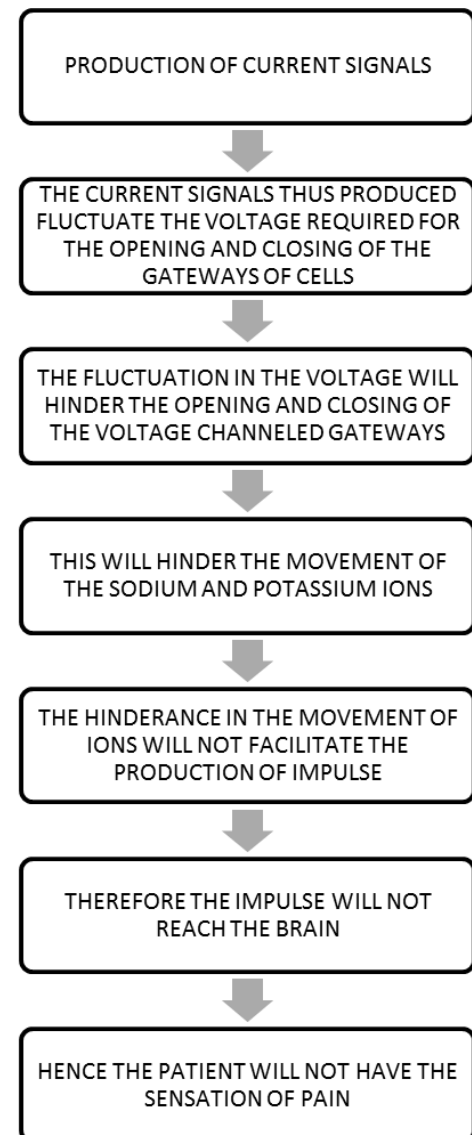 PRODUCTION OF CURRENT SIGNALS
THE CURRENT SIGNALS THUS PRODUCED
FLUCTUATE THE VOLTAGE REQUIRED FOR
THE OPENING AND CLOSING OF THE
GATEWAYS OF CELLS
THE FLUCTUATION IN THE VOLTAGE WILL
HINDER THE OPENING AND CLOSING OF
THE VOLTAGE CHANNELED GATEWAYS
THIS WILL HINDER THE MOVEMENT OF
THE SODIUM AND POTASSIUM IONS
THE HINDERANCE IN THE MOVEMENT OF
IONS WILL NOT FACILITATE THE
PRODUCTION OF IMPULSE
THEREFORE THE IMPULSE WILL NOT
REACH THE BRAIN
HENCE THE PATIENT WILL NOT HAVE THE
SENSATION OF PAIN